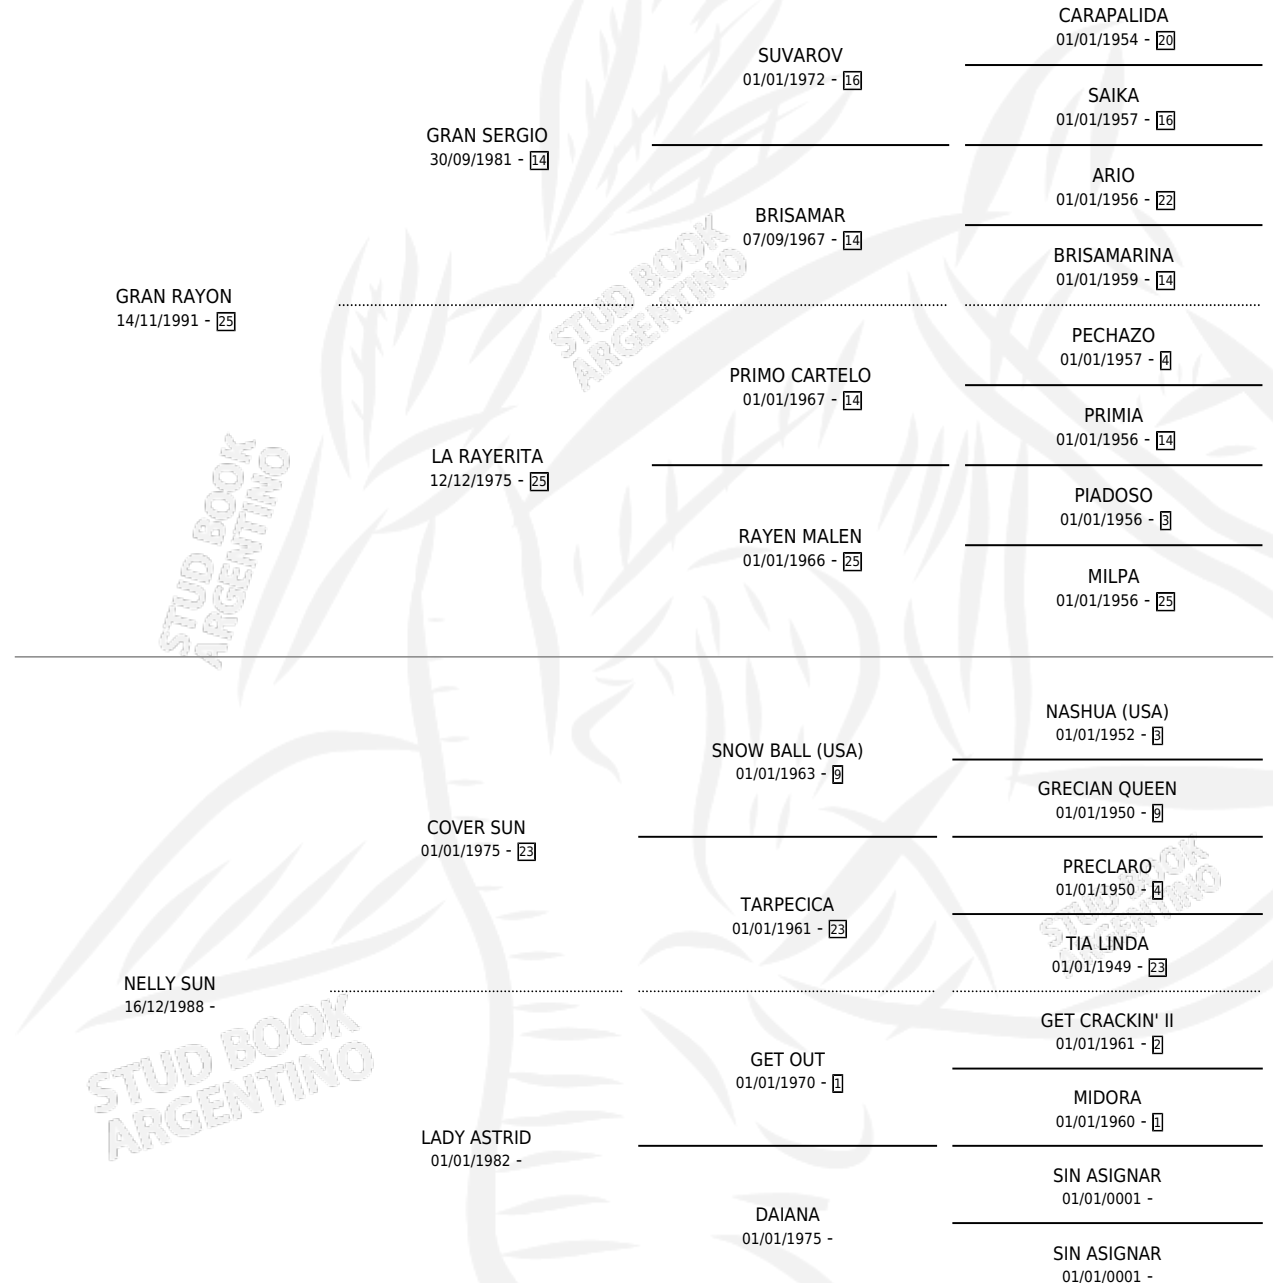 CARAPALIDA
01/01/1954 - 20
SUVAROV
01/01/1972 - 16
SAIKA
01/01/1957 - 16
GRAN SERGIO
30/09/1981 - 14
ARIO
01/01/1956 - 22
BRISAMAR
07/09/1967 - 14
BRISAMARINA
01/01/1959 - 14
GRAN RAYON
14/11/1991 - 25
PECHAZO
01/01/1957 - 4
PRIMO CARTELO
01/01/1967 - 14
PRIMIA
01/01/1956 - 14
LA RAYERITA
12/12/1975 - 25
PIADOSO
01/01/1956 - 3
RAYEN MALEN
01/01/1966 - 25
MILPA
01/01/1956 - 25
STUD BOOK
ARGENTINO
STUD BOOK
ARGENTINO
NASHUA (USA)
01/01/1952 - 3
SNOW BALL (USA)
01/01/1963 - 9
GRECIAN QUEEN
01/01/1950 - 9
COVER SUN
01/01/1975 - 23
PRECLARO
01/01/1950 - 4
TARPECICA
01/01/1961 - 23
TIA LINDA
01/01/1949 - 23
NELLY SUN
16/12/1988 -
GET CRACKIN' II
01/01/1961 - 2
GET OUT
01/01/1970 - 1
MIDORA
01/01/1960 - 1
LADY ASTRID
01/01/1982 -
SIN ASIGNAR
01/01/0001 -
DAIANA
01/01/1975 -
SIN ASIGNAR
01/01/0001 -
STUD BOOK
ARGENTINO
STUD BOOK
ARGENTINO